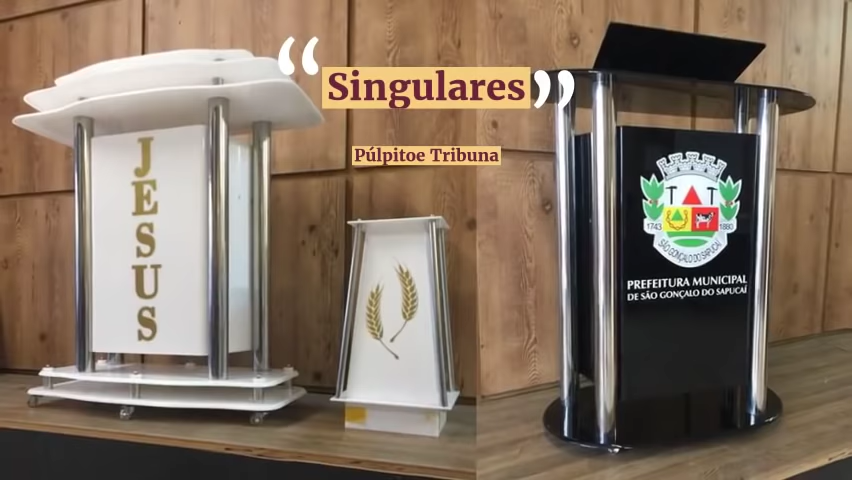 “Singulares”
Púlpitoe Tribuna
JESUS
T T
1743 1880
SÃO GONÇALO DO SAPUCAÍ
PREFEITURA MUNICIPAL
DE SÃO GONÇALO DO SAPUCAÍ